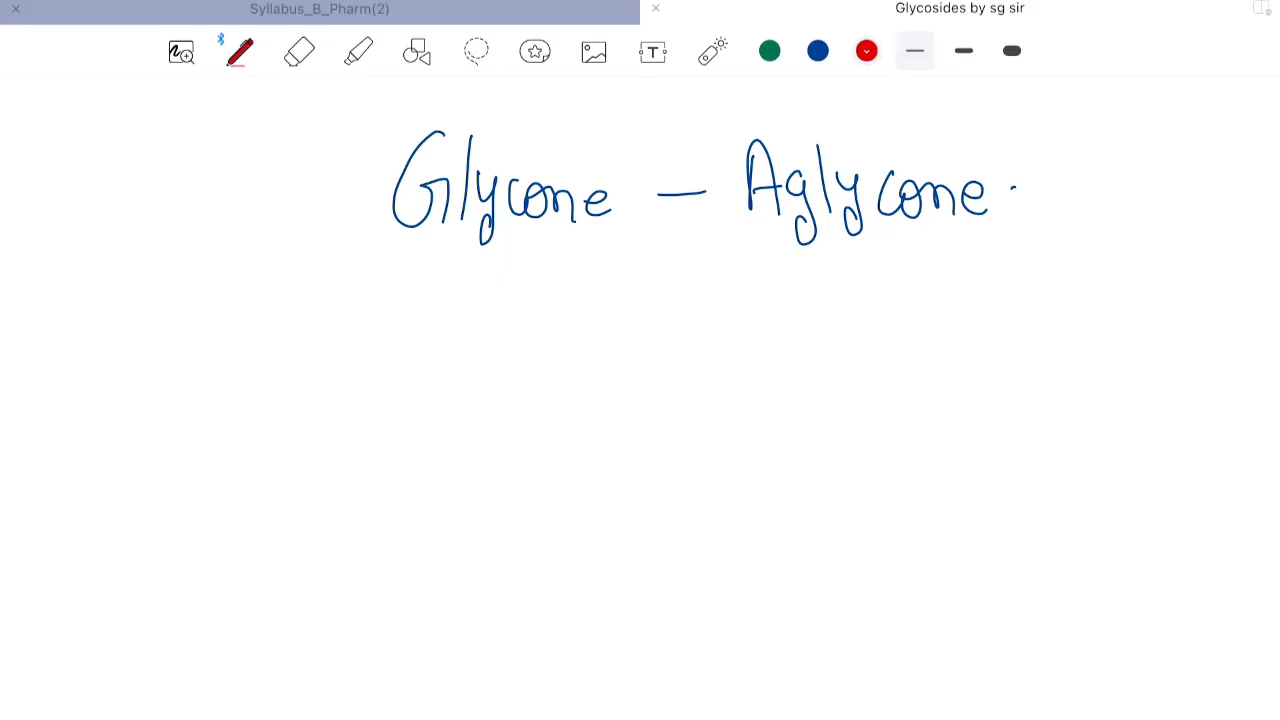 Syllabus_B_Pharm(2)
Glycosides by sg sir
T
Glycone — Aglycone